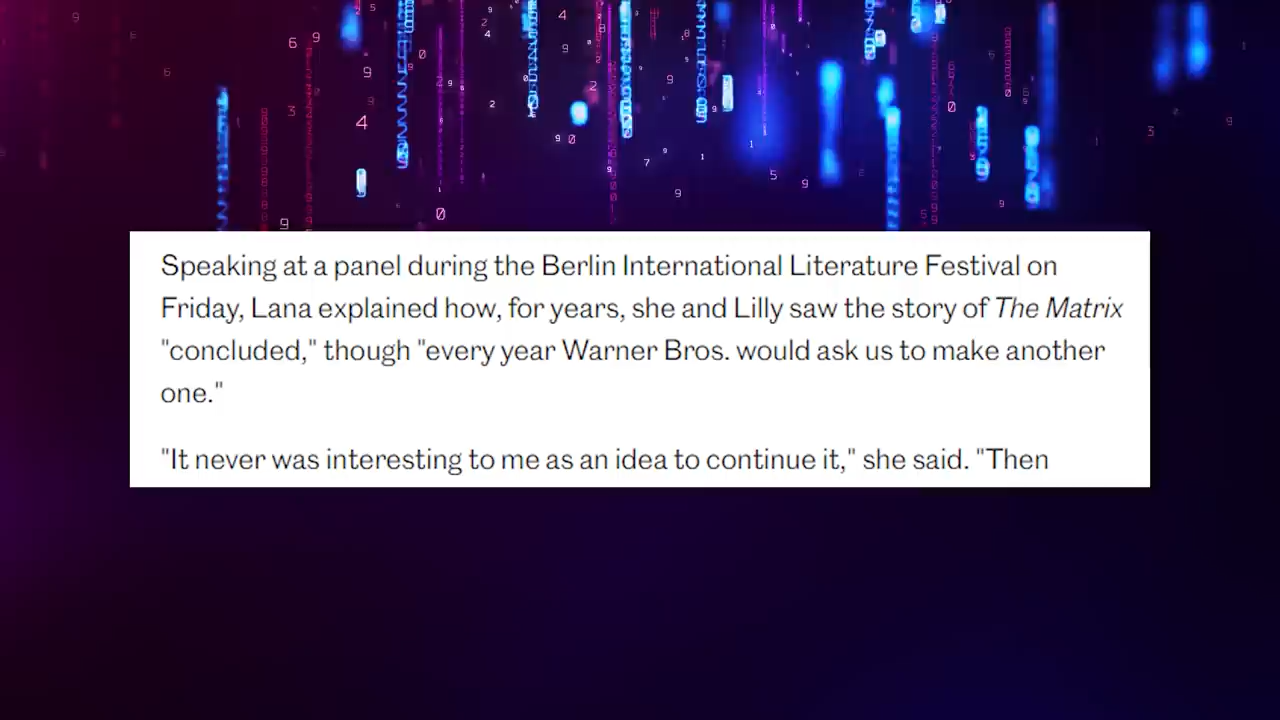 Speaking at a panel during the Berlin International Literature Festival on
Friday, Lana explained how, for years, she and Lilly saw the story of The Matrix
"concluded," though "every year Warner Bros. would ask us to make another
one."
"It never was interesting to me as an idea to continue it," she said. "Then